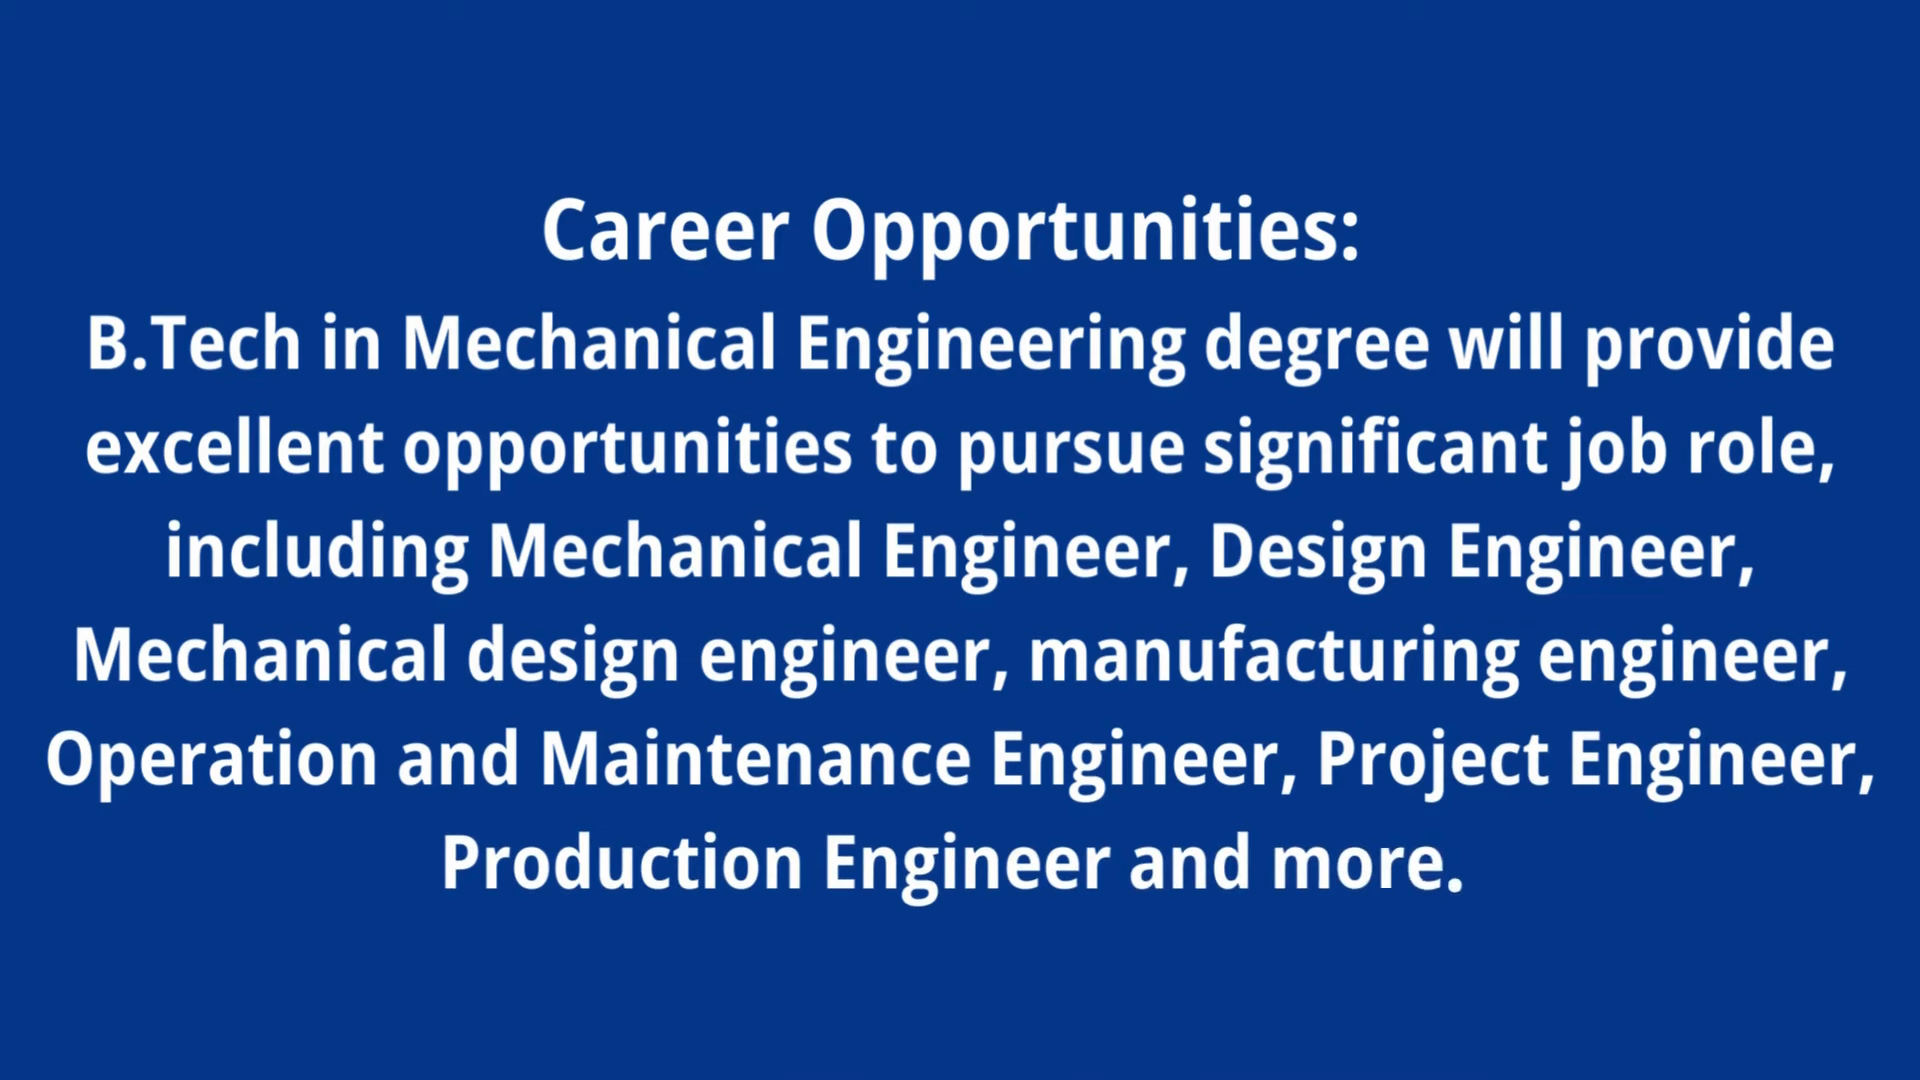 Career Opportunities:
B.Tech in Mechanical Engineering degree will provide
excellent opportunities to pursue significant job role,
including Mechanical Engineer, Design Engineer,
Mechanical design engineer, manufacturing engineer,
Operation and Maintenance Engineer, Project Engineer,
Production Engineer and more.